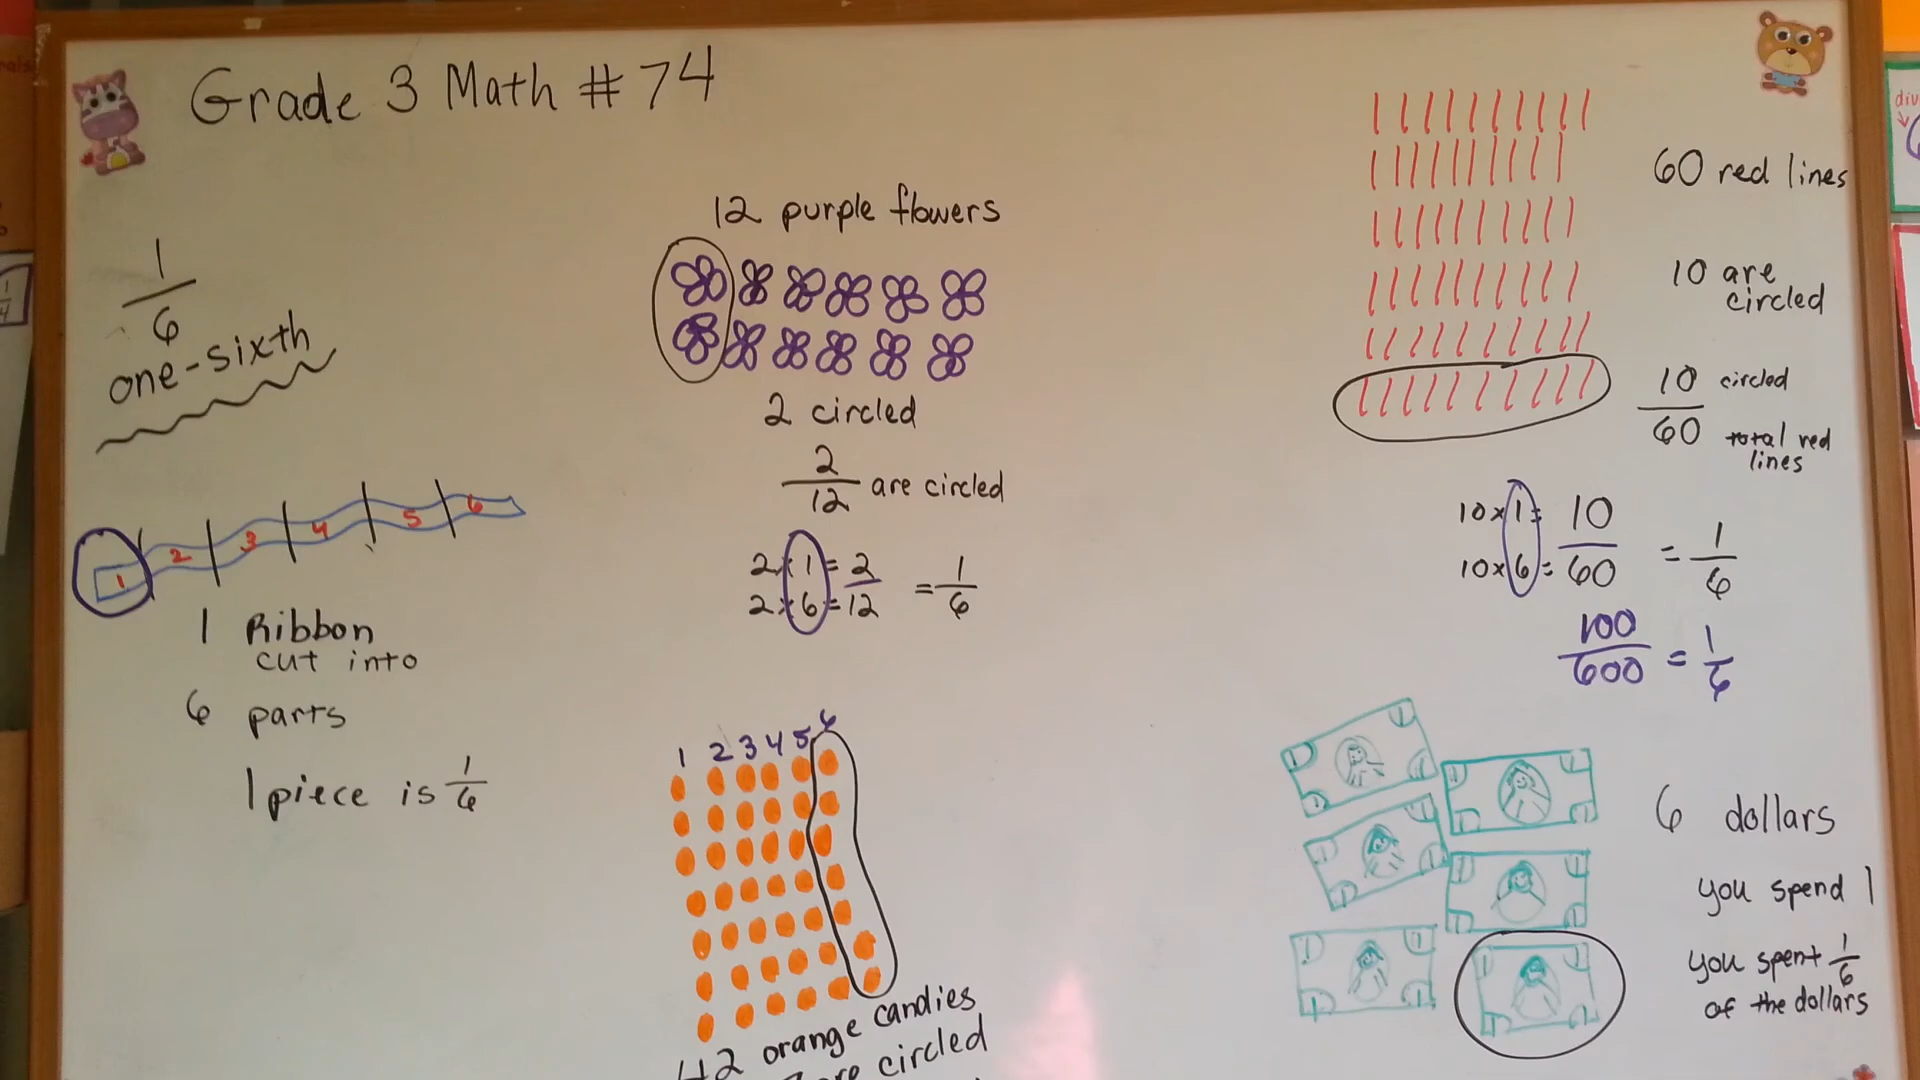 Grade 3 Math #74
1
6
one-sixth
1 2 3 4 5 6
1 Ribbon
cut into
6 parts
1 piece is 1/6
12 purple flowers
2 circled
2/12 are circled
2 × 1 = 2
2 × 6 = 12
= 1/6
1 2 3 4 5 6
42 orange candies
are circled
60 red lines
10 are
circled
10 circled
60 total red
lines
10 × 1 = 10
10 × 6 = 60
= 1/6
100/600 = 1/6
6 dollars
you spend 1
you spent 1/6
of the dollars